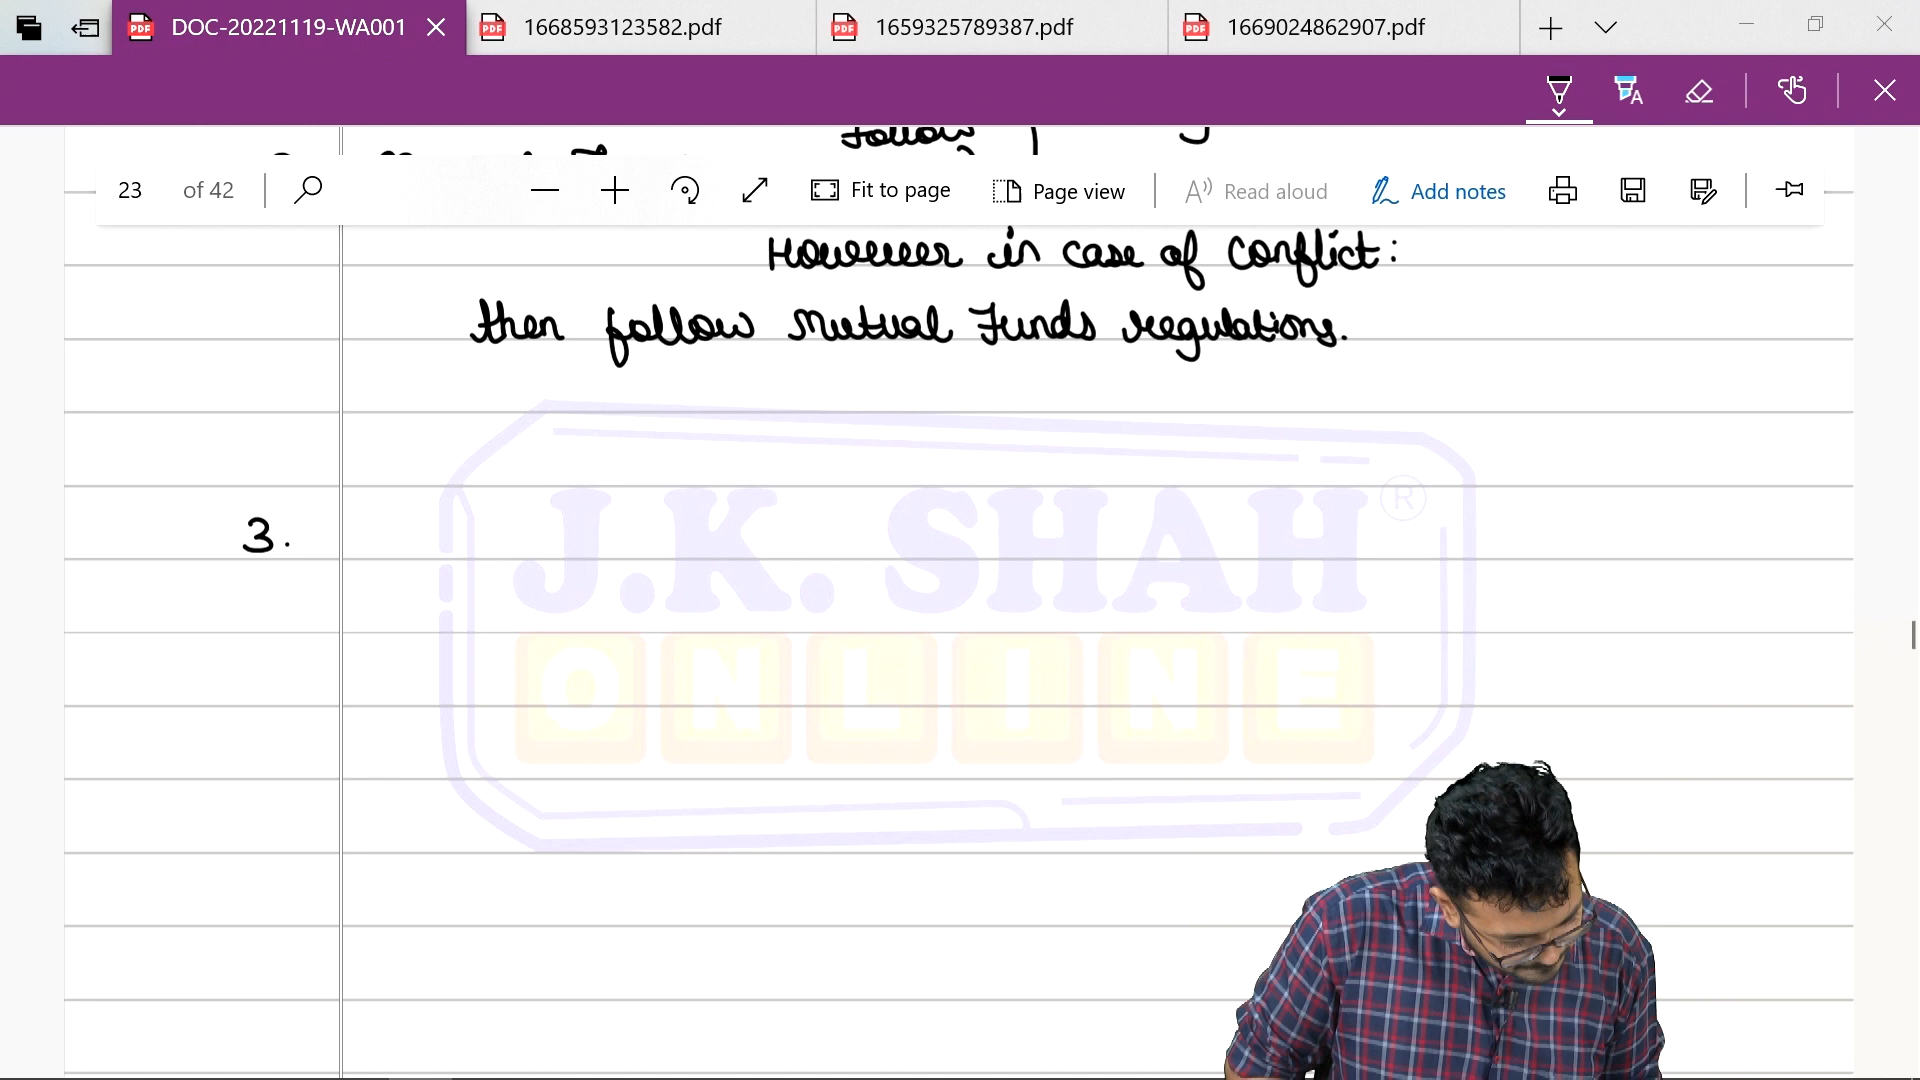 DOC-20221119-WA001
1668593123582.pdf
1659325789387.pdf
1669024862907.pdf
Follow
23 of 42
Fit to page
Page view
Read aloud
Add notes
However in case of conflict:
then follow Mutual Funds regulations.
3.
J.K. SHAH
ONLINE